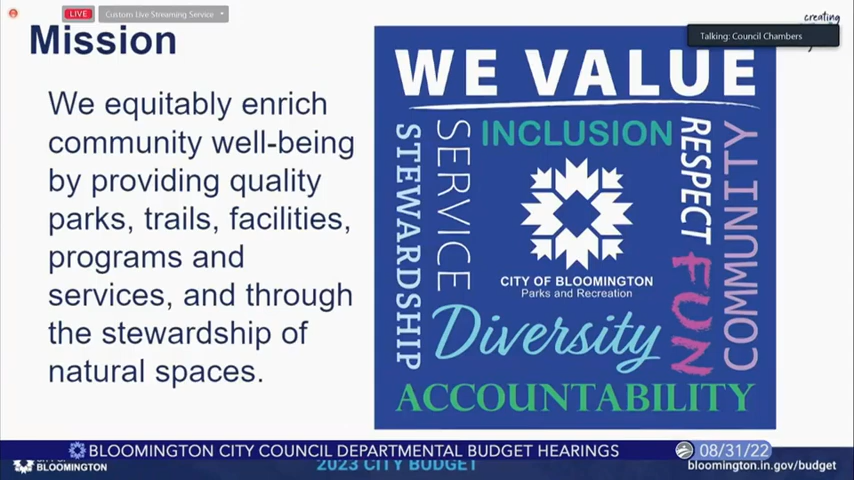 LIVE
Custom Live Streaming Service
creating
Talking: Council Chambers
Mission
We equitably enrich
community well-being
by providing quality
parks, trails, facilities,
programs and
services, and through
the stewardship of
natural spaces.
WE VALUE
STEWARDSHIP
SERVICE
INCLUSION
RESPECT
COMMUNITY
CITY OF BLOOMINGTON
Parks and Recreation
FUN
Diversity
ACCOUNTABILITY
BLOOMINGTON CITY COUNCIL DEPARTMENTAL BUDGET HEARINGS
08/31/22
BLOOMINGTON
2023 CITY BUDGET
bloomington.in.gov/budget